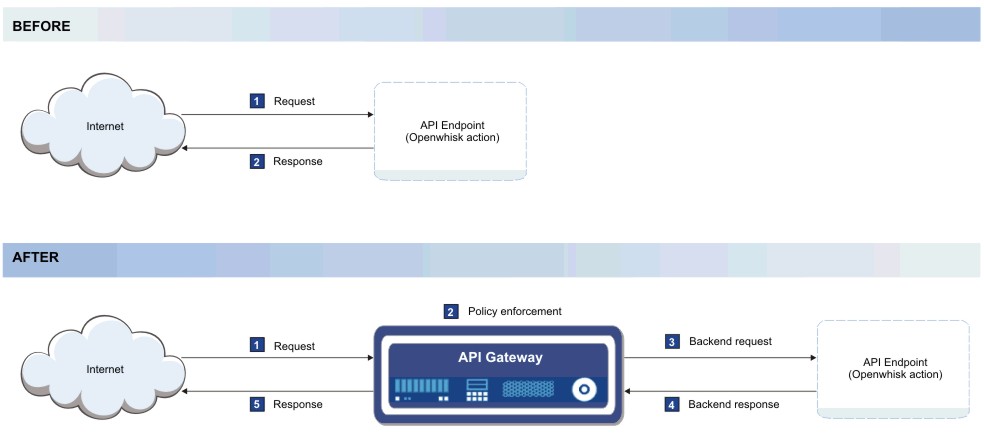 BEFORE
1 Request
Internet
API Endpoint
(Openwhisk action)
2 Response
AFTER
2 Policy enforcement
1 Request
API Gateway
3 Backend request
Internet
API Endpoint
(Openwhisk action)
5 Response
4 Backend response